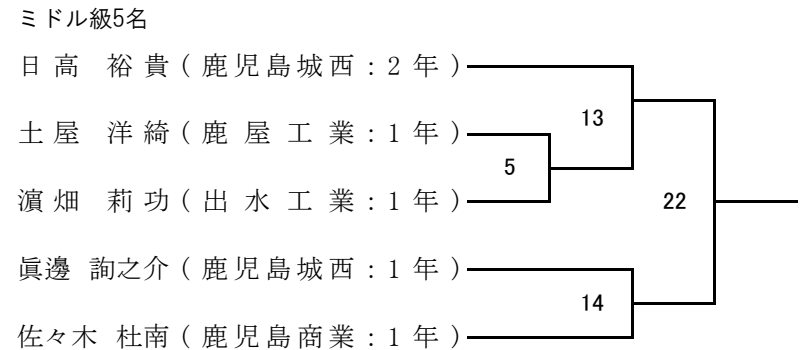 ミドル級5名
日高 裕貴(鹿児島城西:2年)
13
土屋 洋綺(鹿屋工業:1年)
5
濵畑 莉功(出水工業:1年)
22
眞邊 詢之介(鹿児島城西:1年)
14
佐々木 杜南(鹿児島商業:1年)